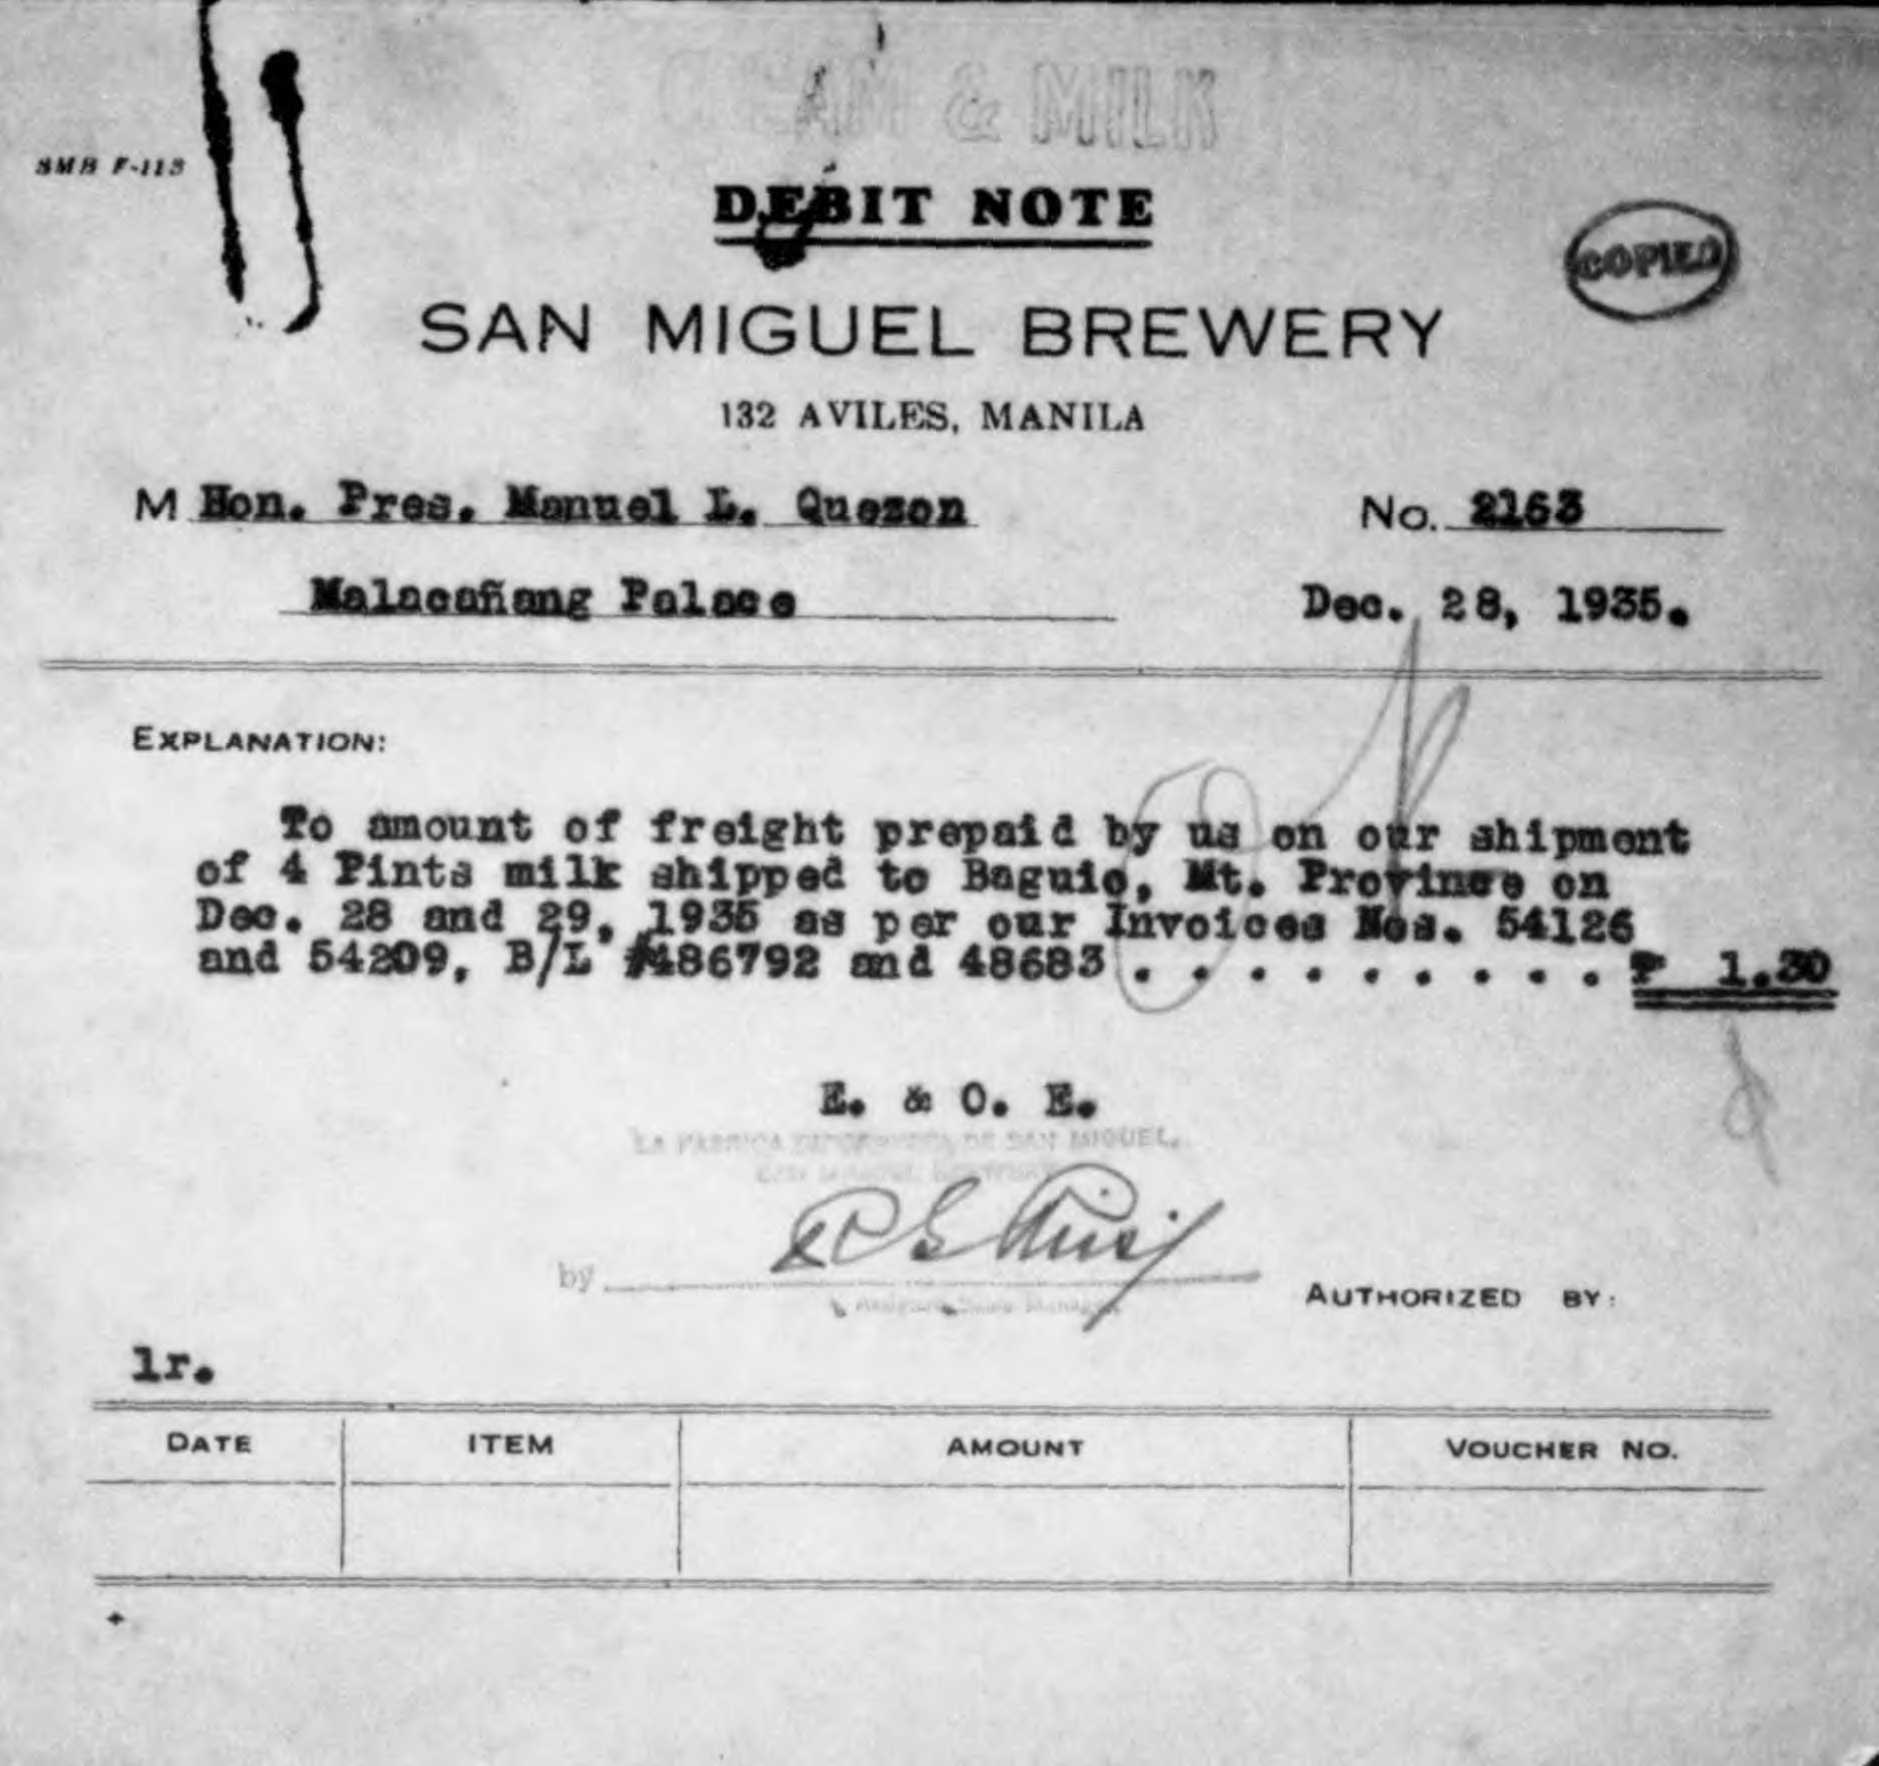 & MILK
SMB F-113
DEBIT NOTE
COPIED
SAN MIGUEL BREWERY
132 AVILES, MANILA
M Hon. Pres. Manuel L. Quezon No. 2163
Malacañang Palace Dec. 28, 1935.
EXPLANATION:
To amount of freight prepaid by us on our shipment
of 4 Pints milk shipped to Baguio, Mt. Province on
Dec. 28 and 29, 1935 as per our Invoices Nos. 54126
and 54209, B/L #486792 and 48683 . . . . . . . . . . ₱ 1.30
E. & O. E.
LA FABRICA DE CERVEZA DE SAN MIGUEL.
by
AUTHORIZED BY:
lr.
DATE ITEM AMOUNT VOUCHER NO.